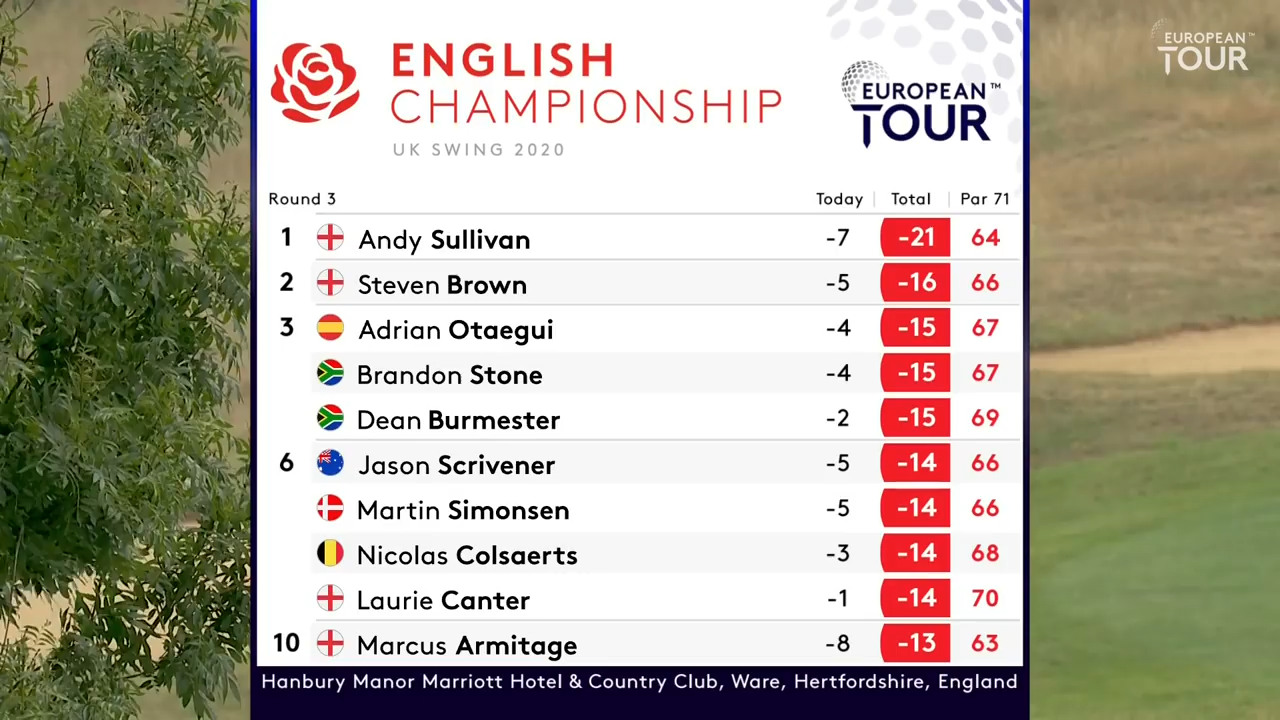 ENGLISH
CHAMPIONSHIP
UK SWING 2020
EUROPEAN™
TOUR
EUROPEAN™
TOUR
Round 3 Today Total Par 71
1 Andy Sullivan -7 -21 64
2 Steven Brown -5 -16 66
3 Adrian Otaegui -4 -15 67
Brandon Stone -4 -15 67
Dean Burmester -2 -15 69
6 Jason Scrivener -5 -14 66
Martin Simonsen -5 -14 66
Nicolas Colsaerts -3 -14 68
Laurie Canter -1 -14 70
10 Marcus Armitage -8 -13 63
Hanbury Manor Marriott Hotel & Country Club, Ware, Hertfordshire, England